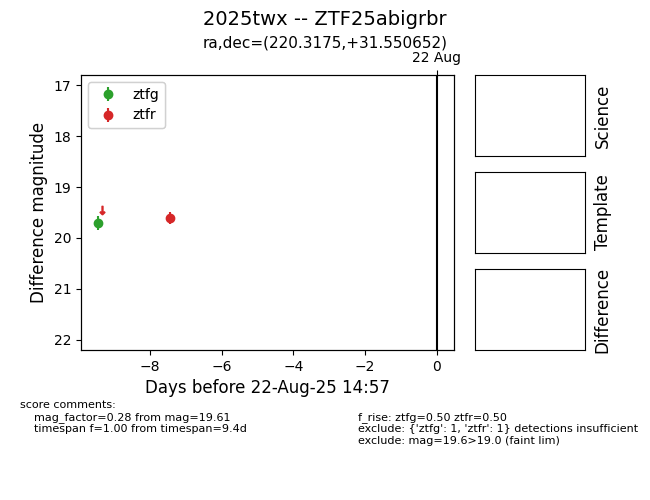 2025twx -- ZTF25abigrbr
ra,dec=(220.3175,+31.550652)
22 Aug
ztfg
ztfr
17
18
19
20
21
22
Difference magnitude
−8
−6
−4
−2
0
Days before 22-Aug-25 14:57
Science
Template
Difference
score comments:
mag_factor=0.28 from mag=19.61
timespan f=1.00 from timespan=9.4d
f_rise: ztfg=0.50 ztfr=0.50
exclude: {'ztfg': 1, 'ztfr': 1} detections insufficient
exclude: mag=19.6>19.0 (faint lim)